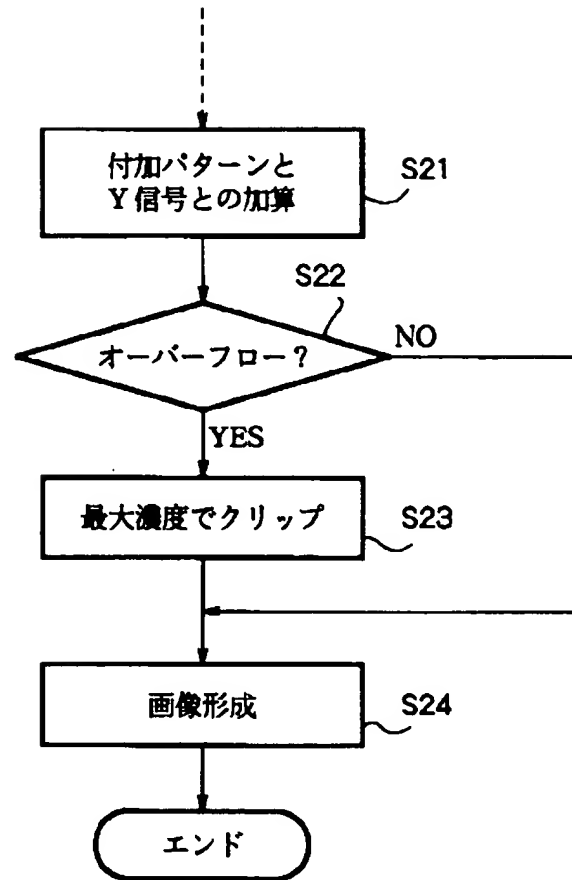 付加パターンと
Y信号との加算
S21
S22
オーバーフロー？
NO
YES
最大濃度でクリップ
S23
画像形成
S24
エンド